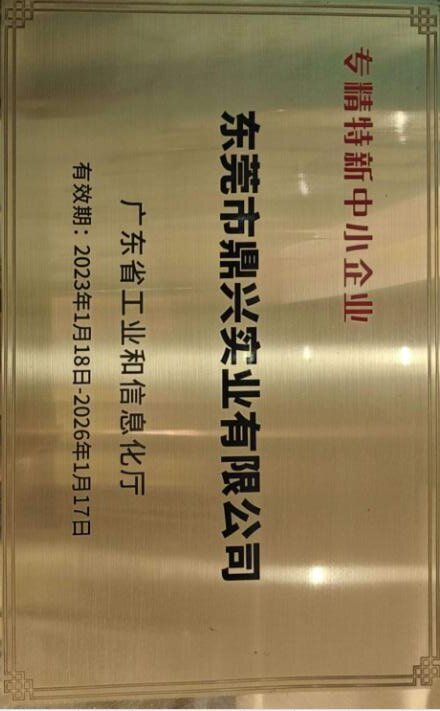 专精特新中小企业
东莞市鼎兴实业有限公司
广东省工业和信息化厅
有效期：2023年1月18日-2026年1月17日